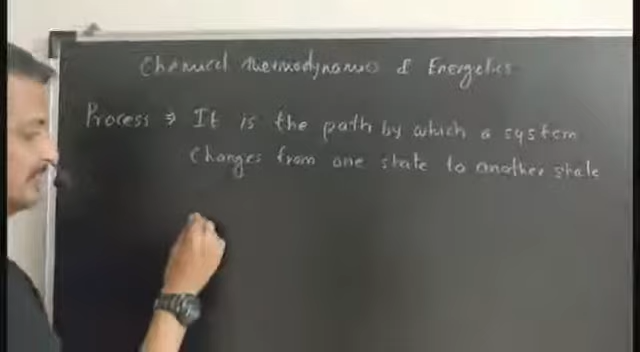 Chemical thermodynamics & Energetics
Process ⇒ It is the path by which a system
changes from one state to another state